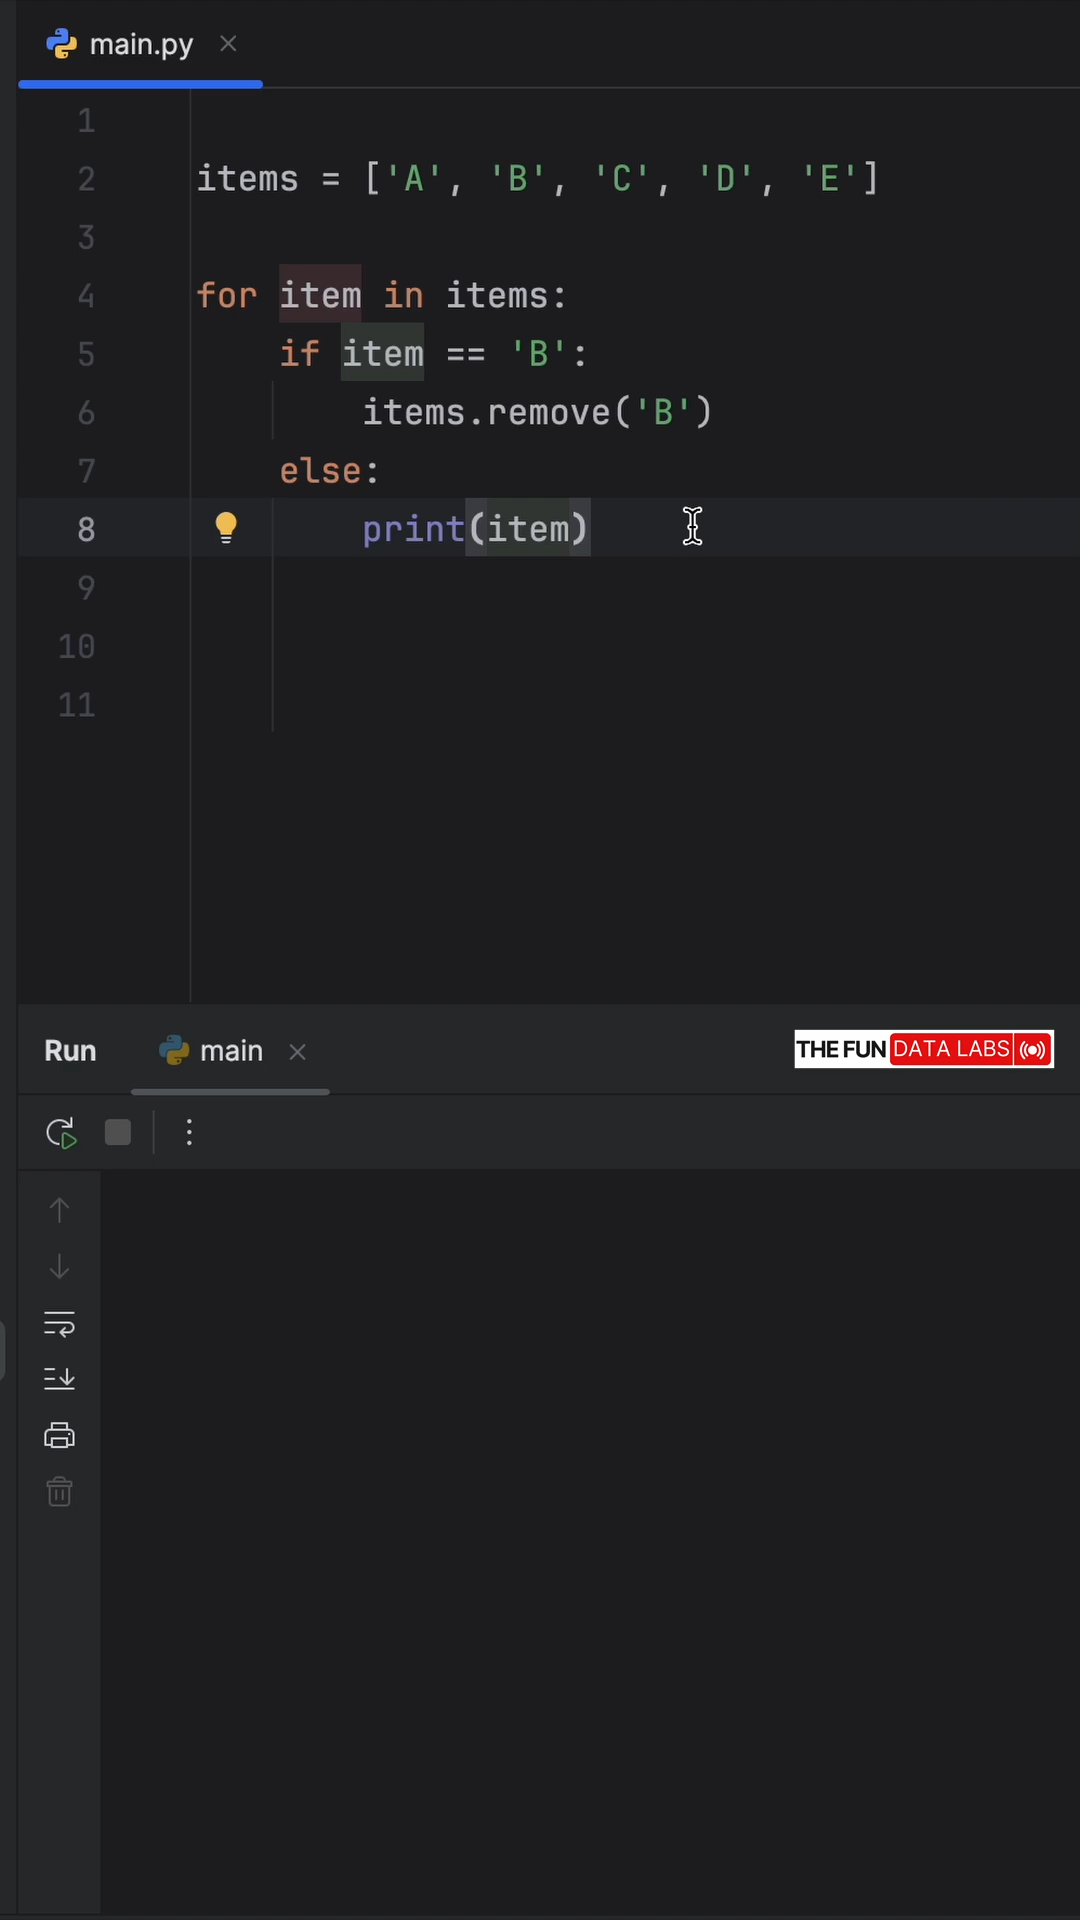 main.py
1
2 items = ['A', 'B', 'C', 'D', 'E']
3
4 for item in items:
5     if item == 'B':
6         items.remove('B')
7     else:
8         print(item)
9
10
11
Run main
THE FUN DATA LABS